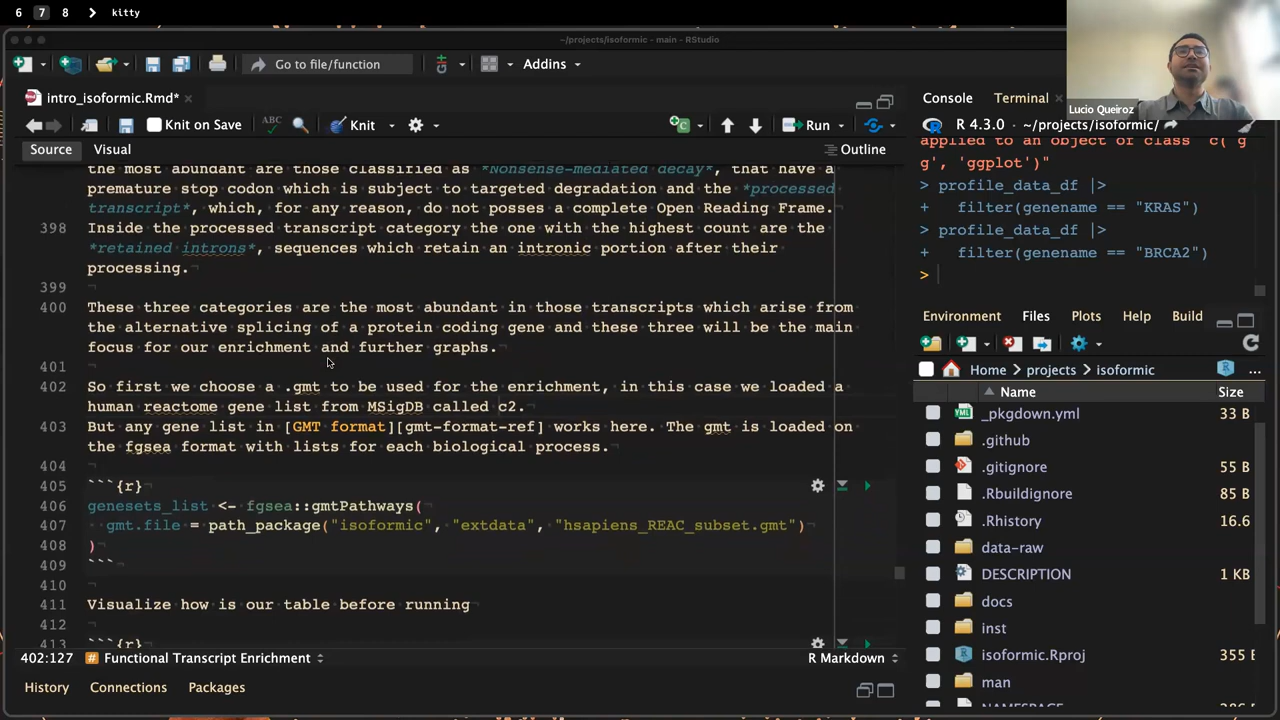 6 7 8 kitty
~/projects/isoformic - main - RStudio
Go to file/function
Addins
Lucio Queiroz
intro_isoformic.Rmd*
Console Terminal
ABC
Knit on Save
Knit
Run
R 4.3.0 · ~/projects/isoformic/
Source Visual
Outline
the most abundant are those classified as *Nonsense-mediated decay*, that have a
premature stop codon which is subject to targeted degradation and the *processed
transcript*, which, for any reason, do not posses a complete Open Reading Frame.
398 Inside the processed transcript category the one with the highest count are the
*retained introns*, sequences which retain an intronic portion after their
processing.
399
400 These three categories are the most abundant in those transcripts which arise from
the alternative splicing of a protein coding gene and these three will be the main
focus for our enrichment and further graphs.
401
402 So first we choose a .gmt to be used for the enrichment, in this case we loaded a
human reactome gene list from MSigDB called c2.
403 But any gene list in [GMT format][gmt-format-ref] works here. The gmt is loaded on
the fgsea format with lists for each biological process.
404
405 ```{r}
406 genesets_list <- fgsea::gmtPathways(
407 gmt.file = path_package("isoformic", "extdata", "hsapiens_REAC_subset.gmt")
408 )
409 ```
410
411 Visualize how is our table before running
412
413 ```{r}
402:127 # Functional Transcript Enrichment R Markdown
History Connections Packages
applied to an object of class "c('g
g', 'ggplot')"
> profile_data_df |>
+ filter(genename == "KRAS")
> profile_data_df |>
+ filter(genename == "BRCA2")
>
Environment Files Plots Help Build
Home projects isoformic ...
Name Size
_pkgdown.yml 33 B
.github
.gitignore 55 B
.Rbuildignore 85 B
.Rhistory 16.6
data-raw
DESCRIPTION 1 KB
docs
inst
isoformic.Rproj 355 B
man
NAMESPACE 286 B